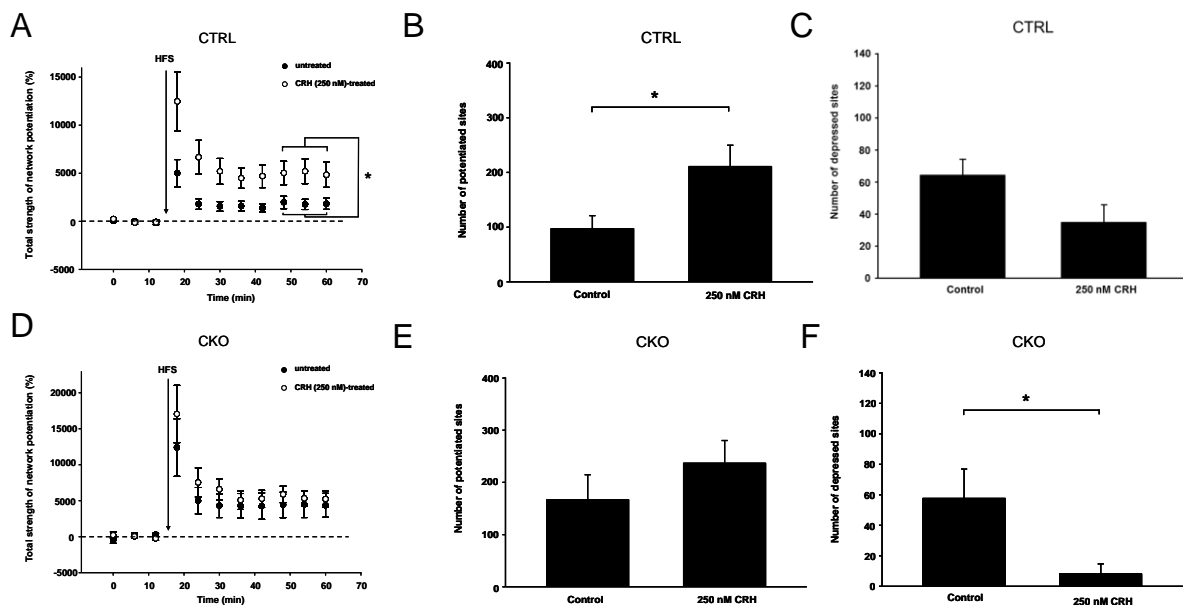 A
CTRL
HFS
untreated
CRH (250 nM)-treated
Total strength of network potentiation (%)
15000
10000
5000
0
-5000
*
0 10 20 30 40 50 60 70
Time (min)
B
CTRL
Number of potentiated sites
400
300
200
100
0
*
Control 250 nM CRH
C
CTRL
Number of depressed sites
140
120
100
80
60
40
20
0
Control 250 nM CRH
D
CKO
HFS
untreated
CRH (250 nM)-treated
Total strength of network potentiation (%)
20000
15000
10000
5000
0
-5000
0 10 20 30 40 50 60 70
Time (min)
E
CKO
Number of potentiated sites
400
300
200
100
0
Control 250 nM CRH
F
CKO
Number of depressed sites
140
120
100
80
60
40
20
0
*
Control 250 nM CRH